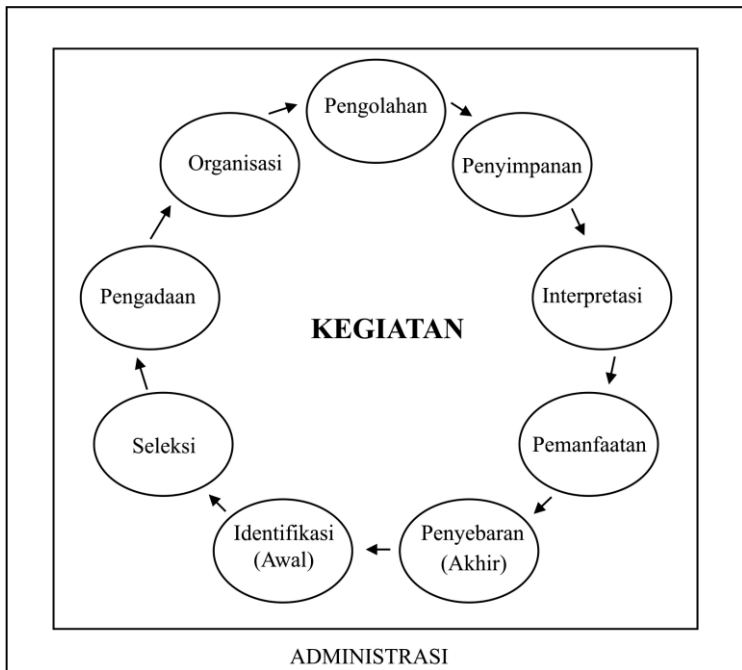 Pengolahan
Organisasi
Penyimpanan
Pengadaan
Interpretasi
KEGIATAN
Seleksi
Pemanfaatan
Identifikasi
(Awal)
Penyebaran
(Akhir)
ADMINISTRASI